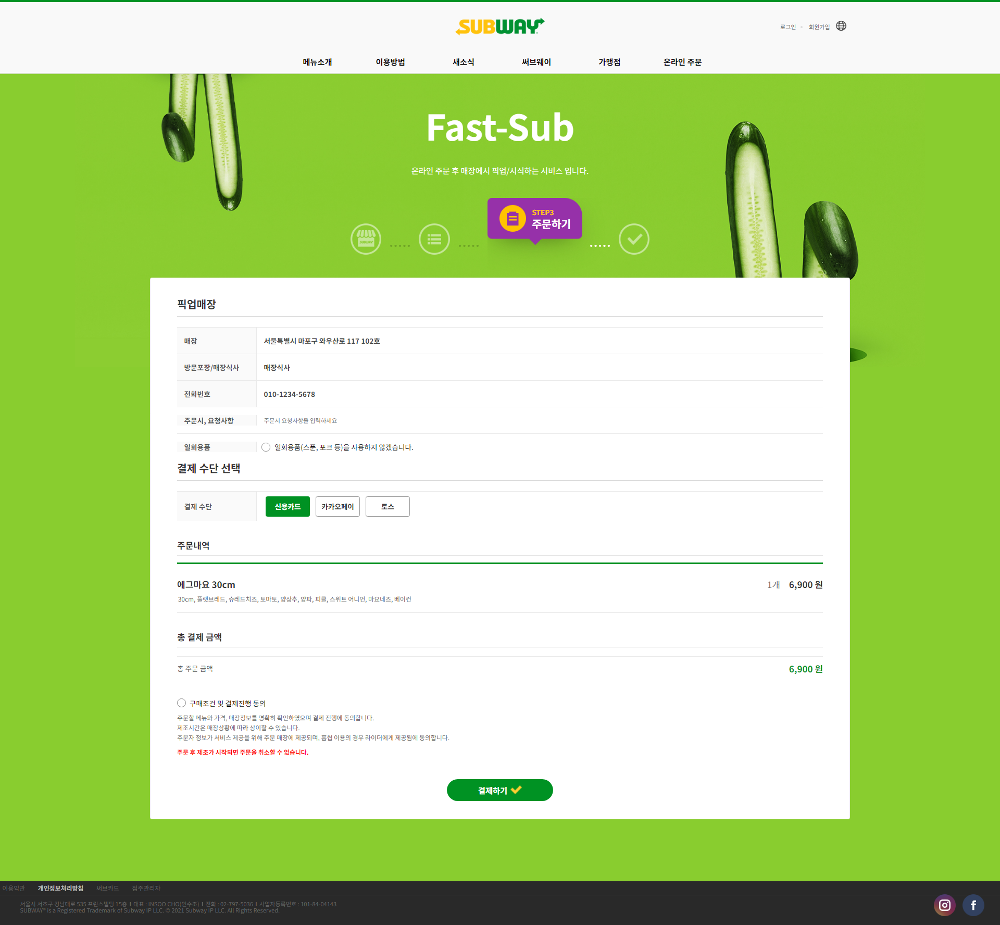 SUBWAY
로그인 회원가입
메뉴소개 이용방법 새소식 써브웨이 가맹점 온라인 주문
Fast-Sub
온라인 주문 후 매장에서 픽업/시식하는 서비스 입니다.
STEP3
주문하기
SUBWAY
픽업매장
매장 서울특별시 마포구 와우산로 117 102호
방문포장/매장식사 매장식사
전화번호 010-1234-5678
주문시, 요청사항 주문시 요청사항을 입력하세요
일회용품 일회용품(스푼, 포크 등)을 사용하지 않겠습니다.
결제 수단 선택
결제 수단 신용카드 카카오페이 토스
주문내역
에그마요 30cm 1개 6,900 원
30cm, 플랫브레드, 슈레드치즈, 토마토, 양상추, 양파, 피클, 스위트 어니언, 마요네즈, 베이컨
총 결제 금액
총 주문 금액 6,900 원
구매조건 및 결제진행 동의
주문할 메뉴와 가격, 매장정보를 명확히 확인하였으며 결제 진행에 동의합니다.
제조시간은 매장상황에 따라 상이할 수 있습니다.
주문자 정보가 서비스 제공을 위해 주문 매장에 제공되며, 홈썹 이용의 경우 라이더에게 제공됨에 동의합니다.
주문 후 제조가 시작되면 주문을 취소할 수 없습니다.
결제하기
이용약관 개인정보처리방침 써브카드 점주관리자
서울시 서초구 강남대로 535 프린스빌딩 15층 I 대표 : INSOO CHO(인수조) I 전화 : 02-797-5036 I 사업자등록번호 : 101-84-04143
SUBWAY® is a Registered Trademark of Subway IP LLC. © 2021 Subway IP LLC. All Rights Reserved.